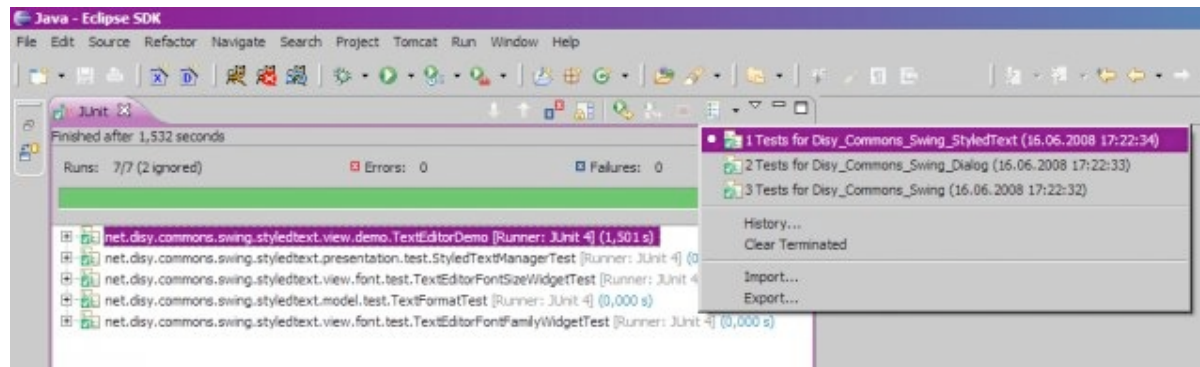 Java - Eclipse SDK
File Edit Source Refactor Navigate Search Project Tomcat Run Window Help
JUnit
Finished after 1,532 seconds
Runs: 7/7 (2 ignored) Errors: 0 Failures: 0
1 Tests for Disy_Commons_Swing_StyledText (16.06.2008 17:22:34)
2 Tests for Disy_Commons_Swing_Dialog (16.06.2008 17:22:33)
3 Tests for Disy_Commons_Swing (16.06.2008 17:22:32)
History...
Clear Terminated
Import...
Export...
net.disy.commons.swing.styledtext.view.demo.TextEditorDemo [Runner: JUnit 4] (1,501 s)
net.disy.commons.swing.styledtext.presentation.test.StyledTextManagerTest [Runner: JUnit 4] (0
net.disy.commons.swing.styledtext.view.font.test.TextEditorFontSizeWidgetTest [Runner: JUnit 4
net.disy.commons.swing.styledtext.model.test.TextFormatTest [Runner: JUnit 4] (0,000 s)
net.disy.commons.swing.styledtext.view.font.test.TextEditorFontFamilyWidgetTest [Runner: JUnit 4] (0,000 s)